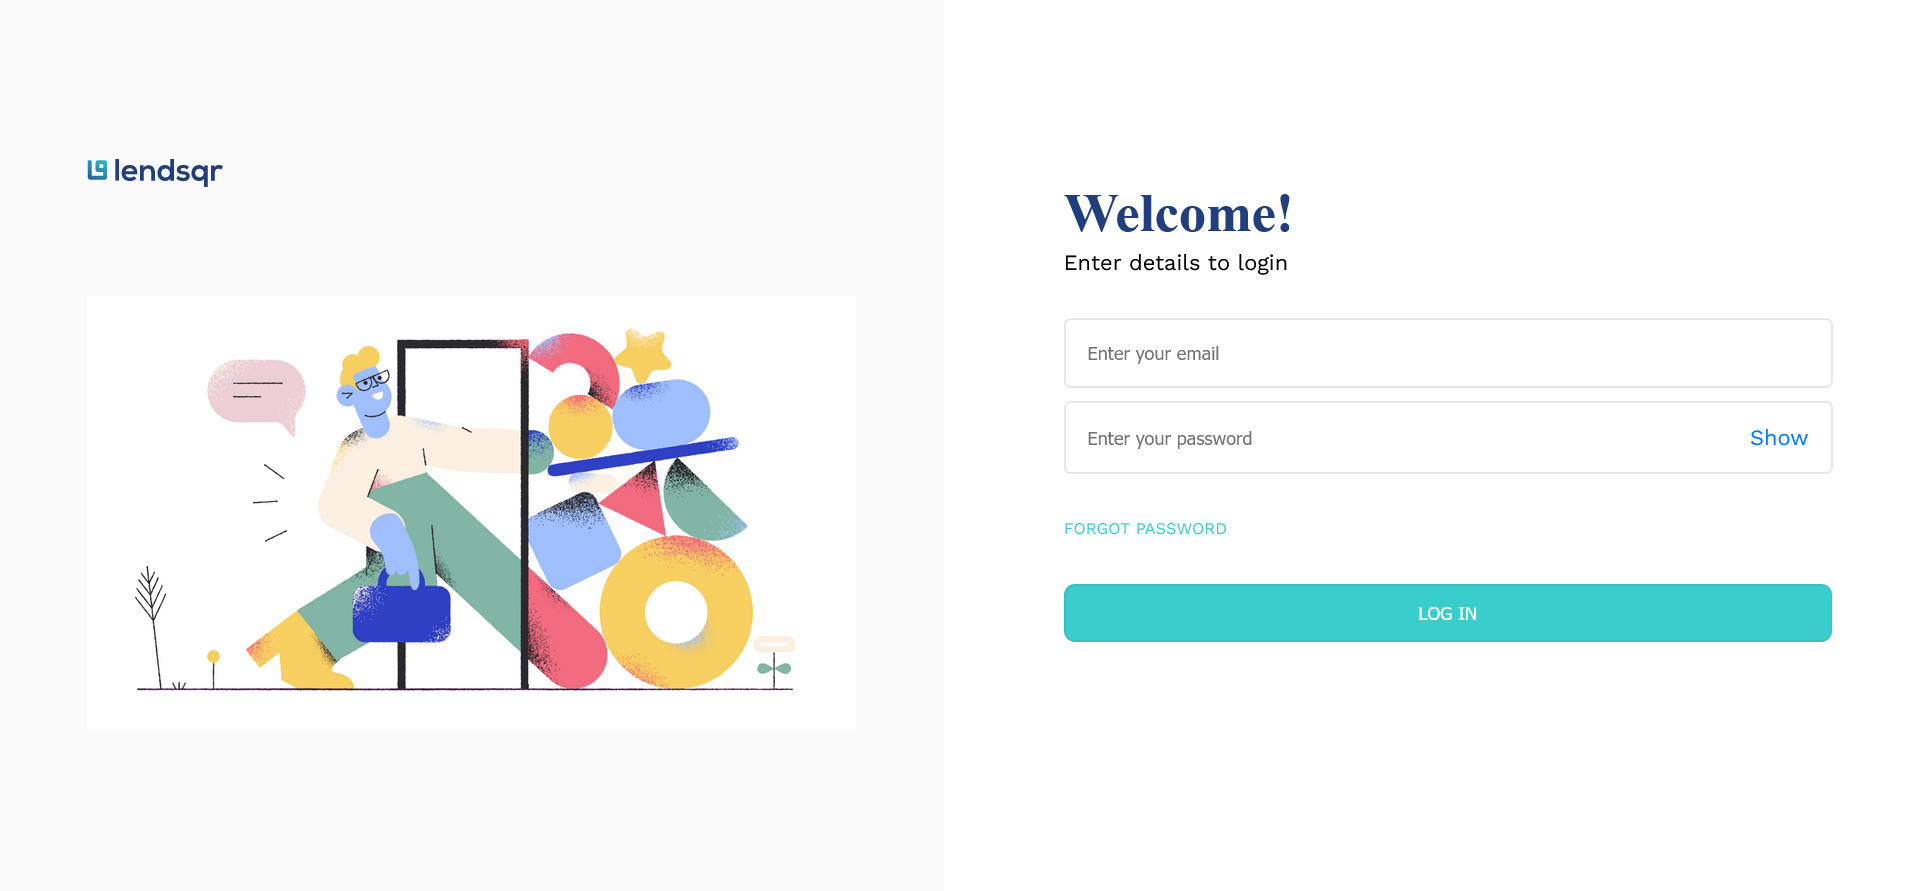 lendsqr
Welcome!
Enter details to login
Enter your email
Enter your password
Show
FORGOT PASSWORD
LOG IN